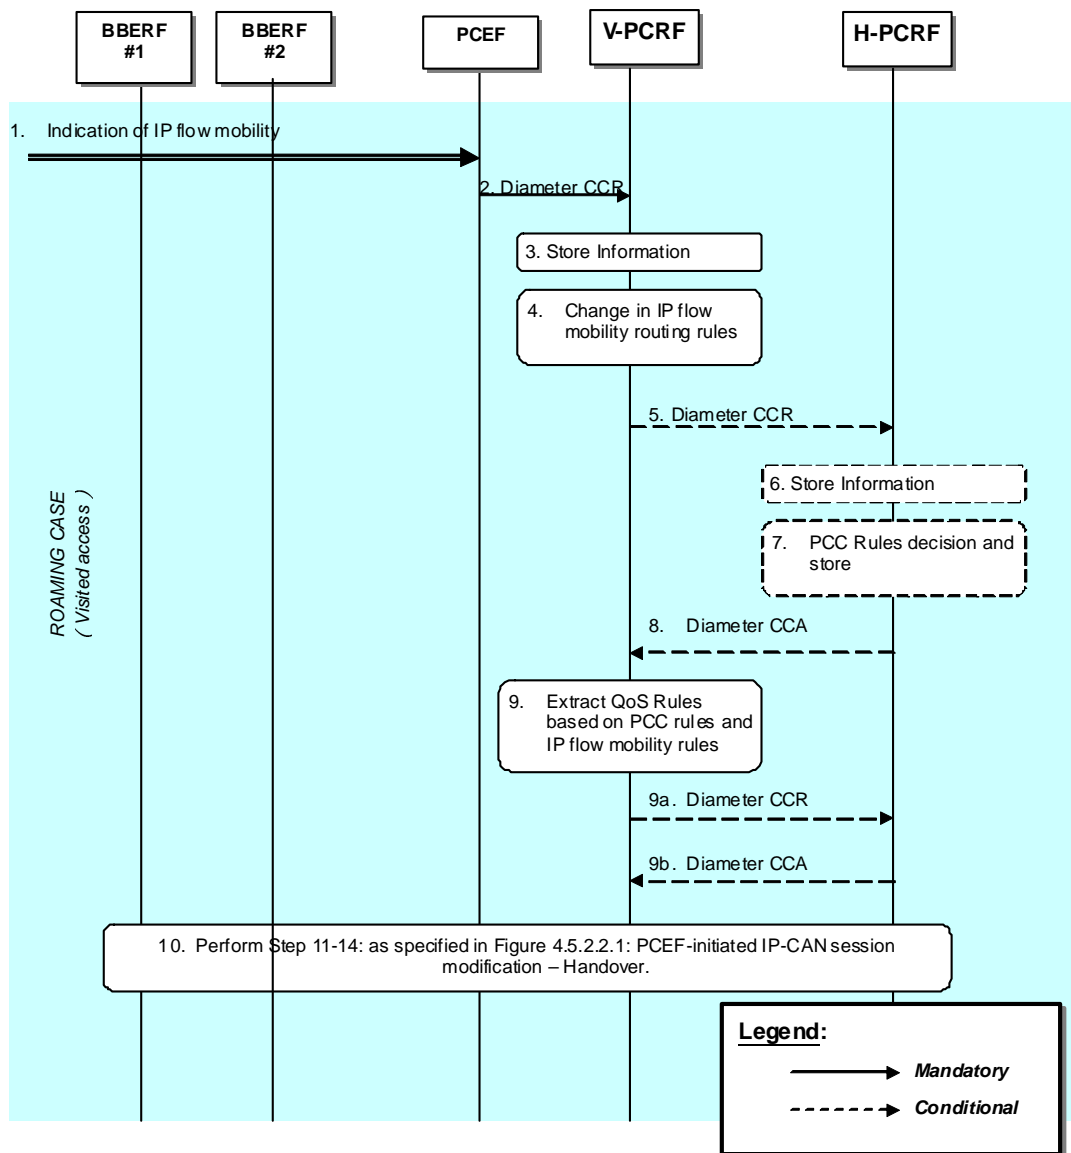 BBERF
#1
BBERF
#2
PCEF
V-PCRF
H-PCRF
1. Indication of IP flow mobility
2. Diameter CCR
3. Store Information
4. Change in IP flow
mobility routing rules
5. Diameter CCR
6. Store Information
7. PCC Rules decision and
store
ROAMING CASE
( Visited access )
8. Diameter CCA
9. Extract QoS Rules
based on PCC rules and
IP flow mobility rules
9a. Diameter CCR
9b. Diameter CCA
10. Perform Step 11-14: as specified in Figure 4.5.2.2.1: PCEF-initiated IP-CAN session
modification – Handover.
Legend:
Mandatory
Conditional